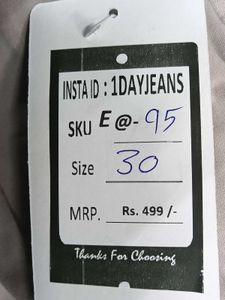 INSTA ID : 1DAYJEANS
SKU E @- 95
Size 30
MRP. Rs. 499 /-
Thanks For Choosing